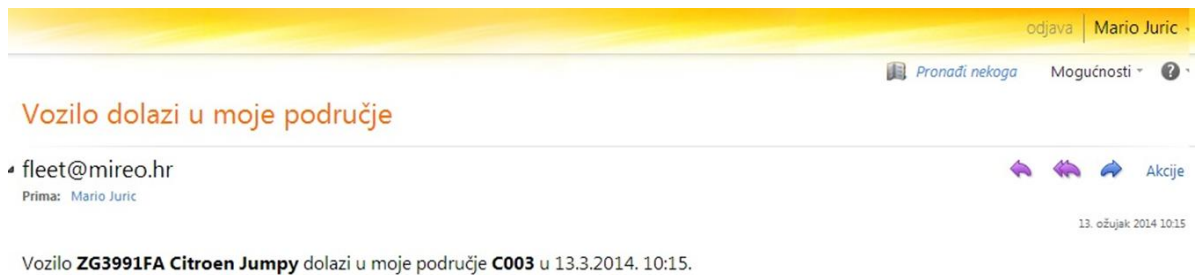 odjava Mario Juric
Pronađi nekoga Mogućnosti ?
Vozilo dolazi u moje područje
fleet@mireo.hr
Akcije
Prima: Mario Juric
13. ožujak 2014 10:15
Vozilo ZG3991FA Citroen Jumpy dolazi u moje područje C003 u 13.3.2014. 10:15.